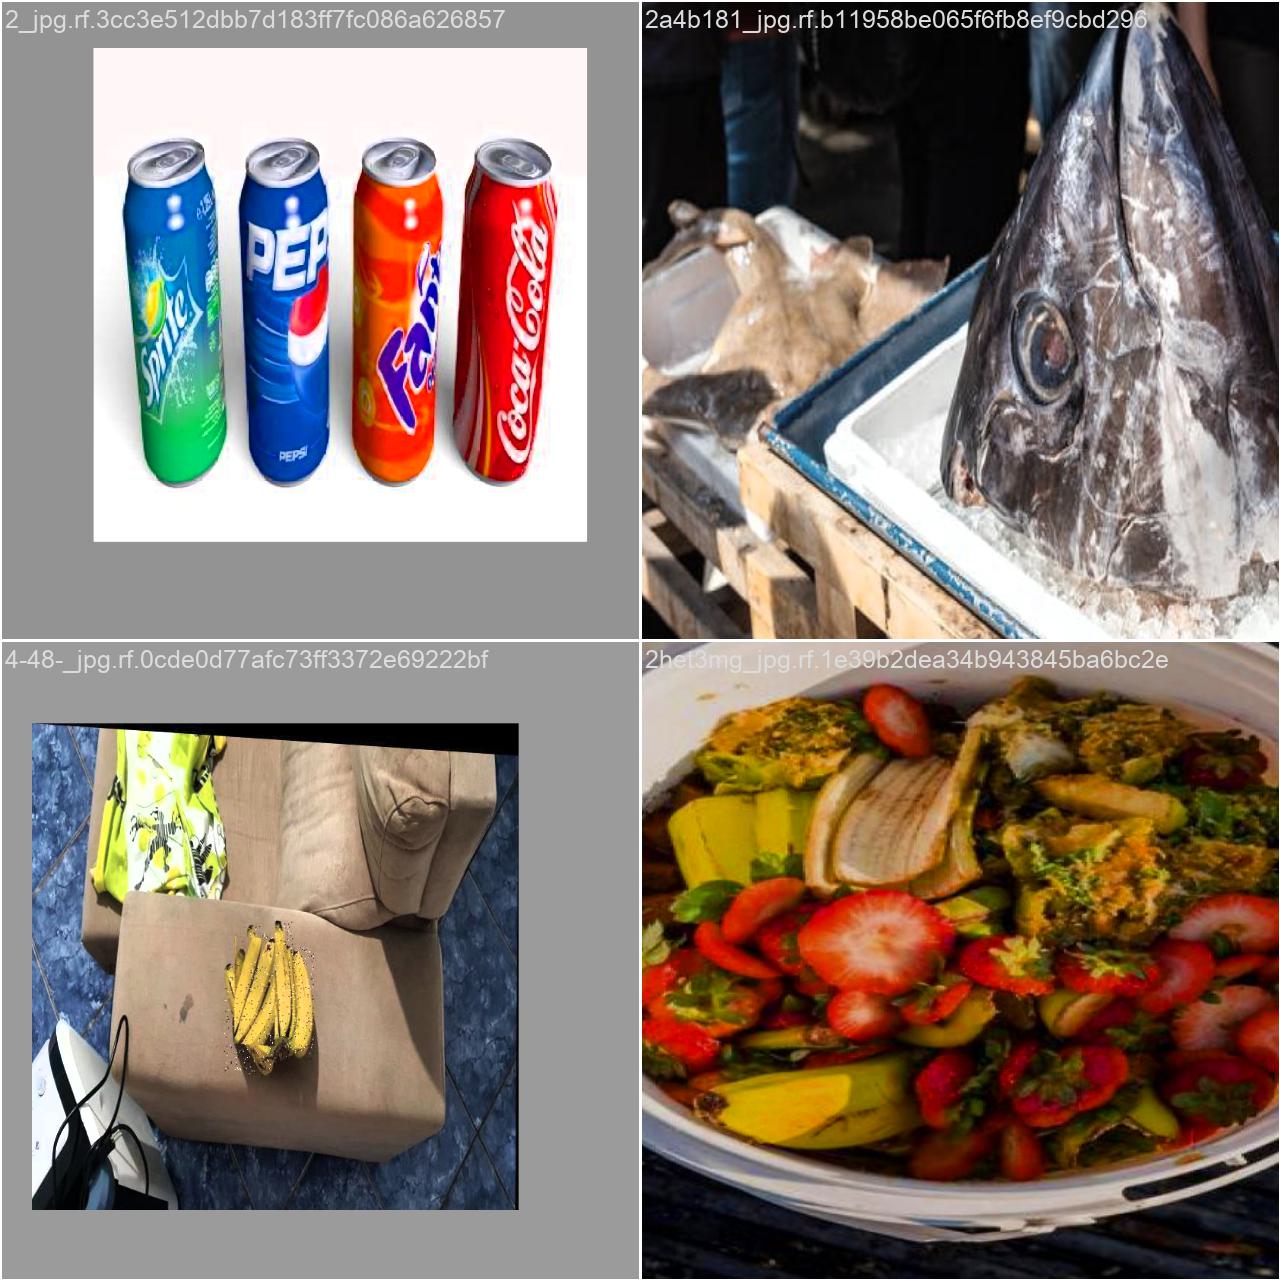 2_jpg.rf.3cc3e512dbb7d183ff7fc086a626857
2a4b181_jpg.rf.b11958be065f6fb8ef9cbd296
Sprite
PEP
PEPSI
Fanta
Coca-Cola
4-48-_jpg.rf.0cde0d77afc73ff3372e69222bf
2het3mg_jpg.rf.1e39b2dea34b943845ba6bc2e